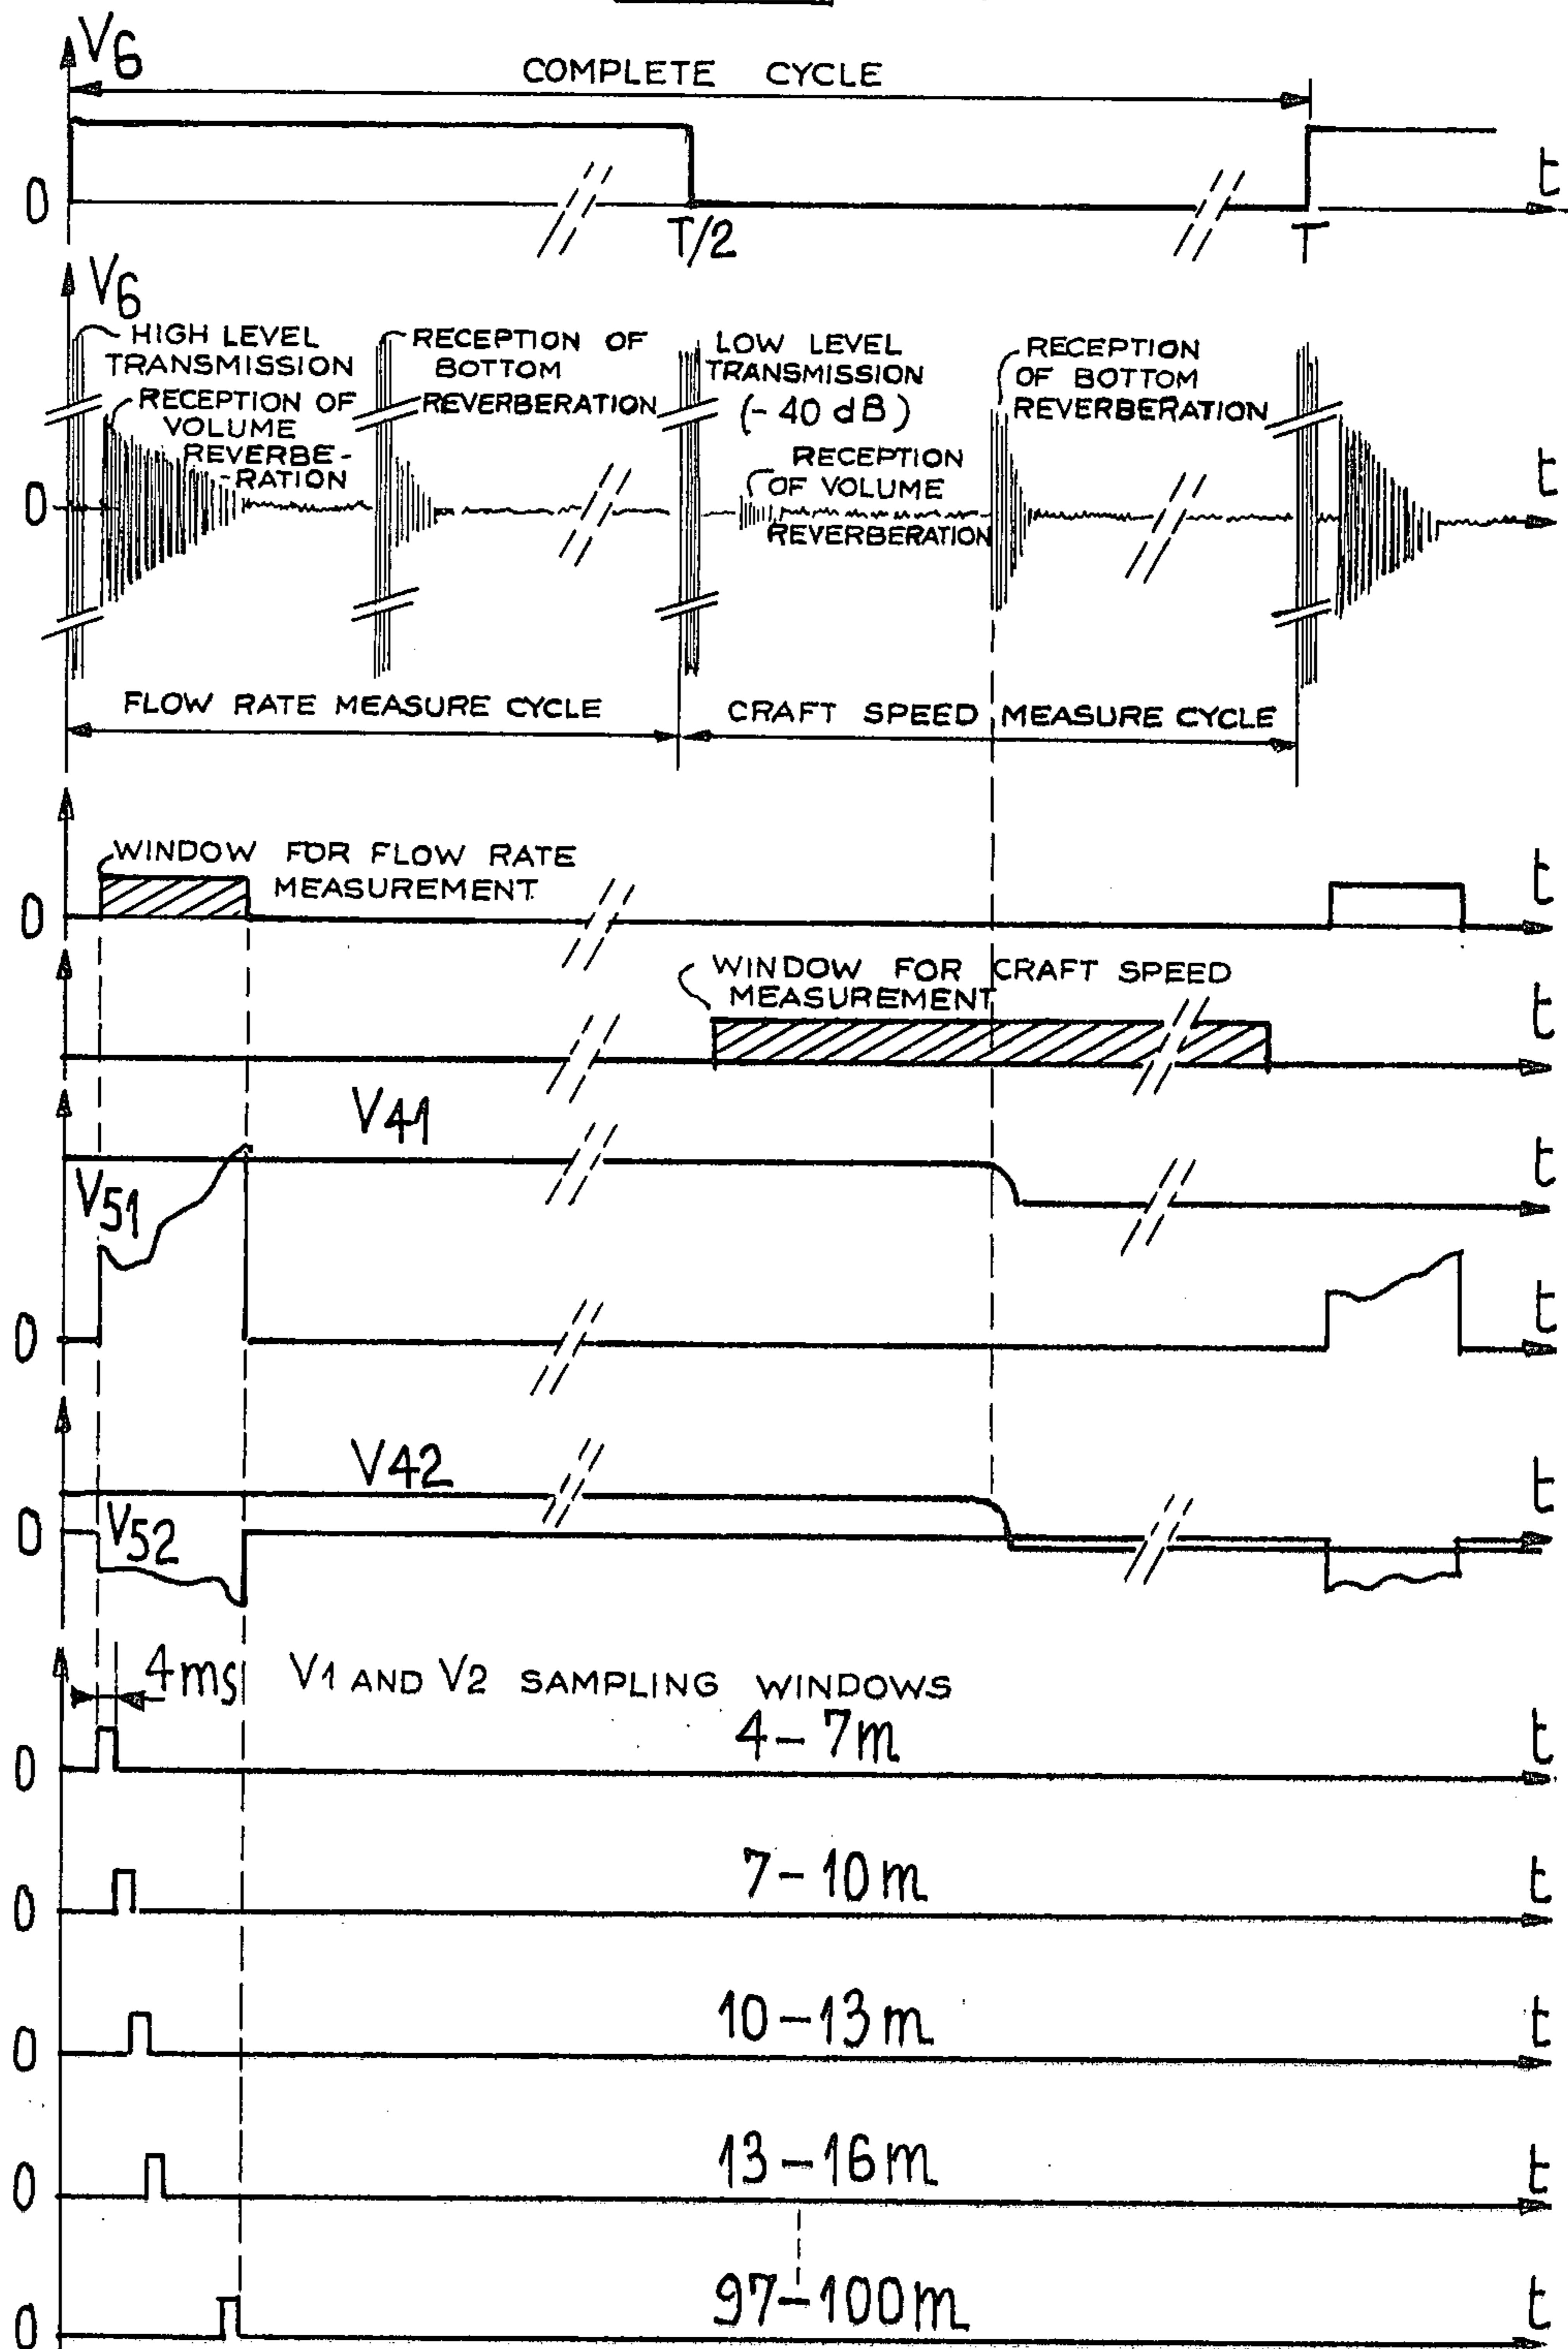 V6
COMPLETE CYCLE
0
t
T/2
T
V6
HIGH LEVEL
TRANSMISSION
RECEPTION OF
VOLUME
REVERBE-
-RATION
RECEPTION OF
BOTTOM
REVERBERATION
LOW LEVEL
TRANSMISSION
(-40 dB)
RECEPTION
OF VOLUME
REVERBERATION
RECEPTION
OF BOTTOM
REVERBERATION
0
t
FLOW RATE MEASURE CYCLE
CRAFT SPEED MEASURE CYCLE
WINDOW FOR FLOW RATE
MEASUREMENT
0
t
WINDOW FOR CRAFT SPEED
MEASUREMENT
t
V41
t
V51
0
t
V42
t
0
V52
4ms
V1 AND V2 SAMPLING WINDOWS
4-7m
0
t
7-10m
0
t
10-13m
0
t
13-16m
0
t
97-100m
0
t